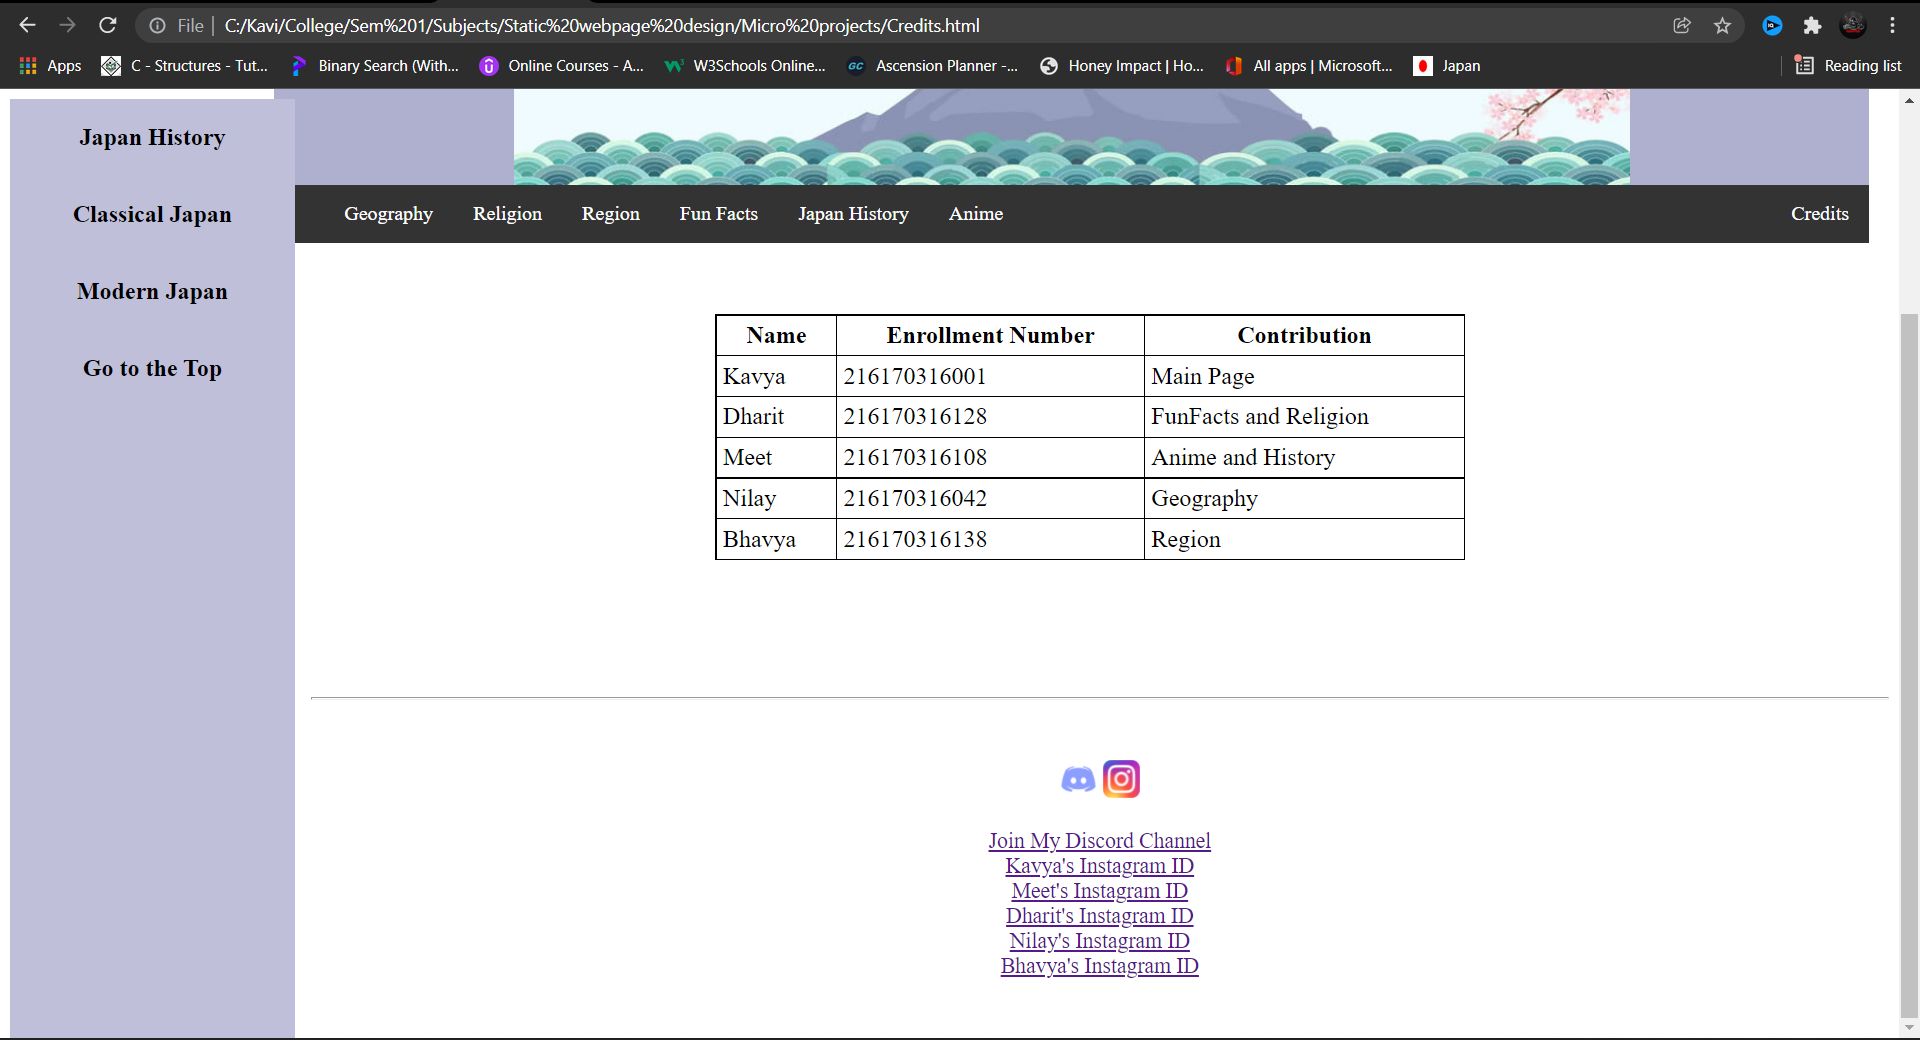 File | C:/Kavi/College/Sem%201/Subjects/Static%20webpage%20design/Micro%20projects/Credits.html
Apps C - Structures - Tut... Binary Search (With... Online Courses - A... W3Schools Online... GC Ascension Planner -... Honey Impact | Ho... All apps | Microsoft... Japan Reading list
Japan History
Classical Japan
Modern Japan
Go to the Top
Geography Religion Region Fun Facts Japan History Anime Credits
Name Enrollment Number Contribution
Kavya 216170316001 Main Page
Dharit 216170316128 FunFacts and Religion
Meet 216170316108 Anime and History
Nilay 216170316042 Geography
Bhavya 216170316138 Region
Join My Discord Channel
Kavya's Instagram ID
Meet's Instagram ID
Dharit's Instagram ID
Nilay's Instagram ID
Bhavya's Instagram ID